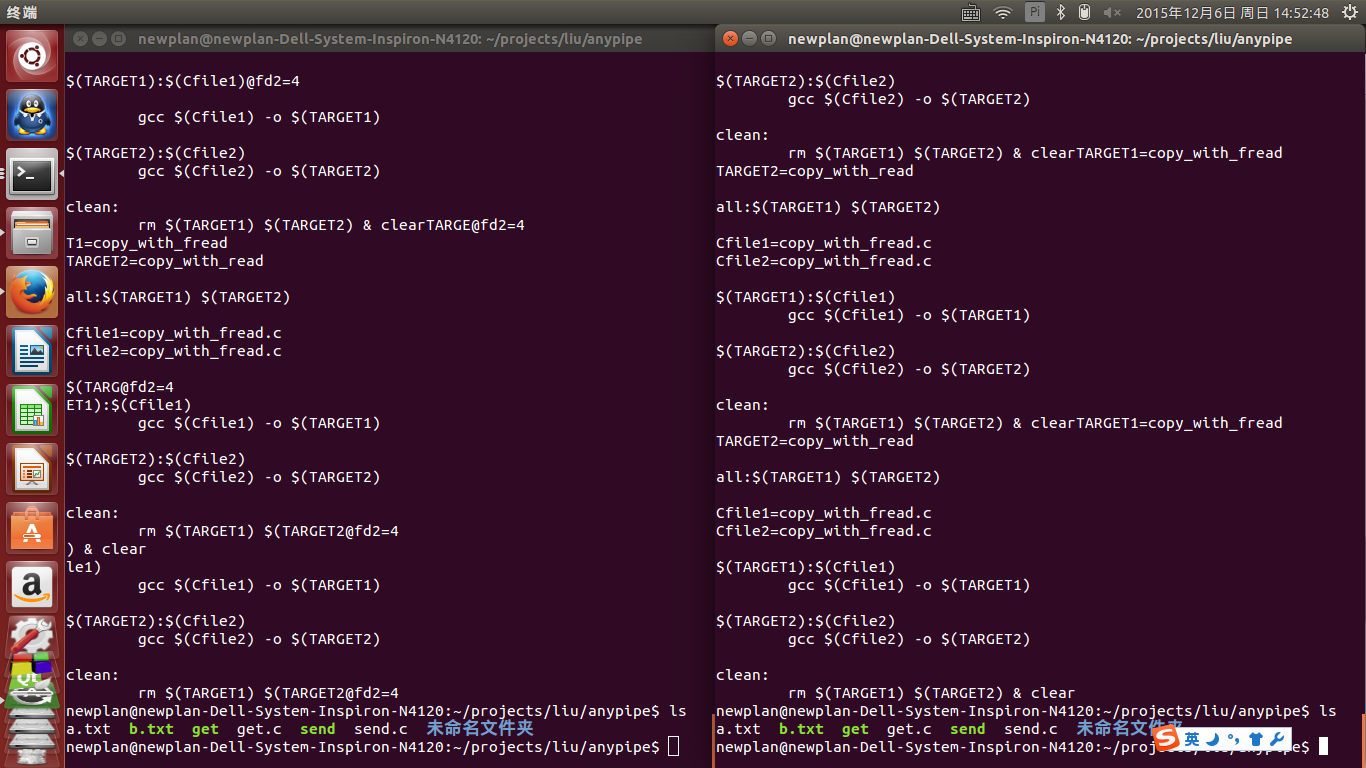 终端
Pi
2015年12月6日 周日 14:52:48
newplan@newplan-Dell-System-Inspiron-N4120: ~/projects/liu/anypipe
$(TARGET1):$(Cfile1)@fd2=4
gcc $(Cfile1) -o $(TARGET1)
$(TARGET2):$(Cfile2)
gcc $(Cfile2) -o $(TARGET2)
clean:
rm $(TARGET1) $(TARGET2) & clearTARGE@fd2=4
T1=copy_with_fread
TARGET2=copy_with_read
all:$(TARGET1) $(TARGET2)
Cfile1=copy_with_fread.c
Cfile2=copy_with_fread.c
$(TARG@fd2=4
ET1):$(Cfile1)
gcc $(Cfile1) -o $(TARGET1)
$(TARGET2):$(Cfile2)
gcc $(Cfile2) -o $(TARGET2)
clean:
rm $(TARGET1) $(TARGET2@fd2=4
) & clear
le1)
gcc $(Cfile1) -o $(TARGET1)
$(TARGET2):$(Cfile2)
gcc $(Cfile2) -o $(TARGET2)
clean:
rm $(TARGET1) $(TARGET2@fd2=4
newplan@newplan-Dell-System-Inspiron-N4120:~/projects/liu/anypipe$ ls
a.txt b.txt get get.c send send.c 未命名文件夹
newplan@newplan-Dell-System-Inspiron-N4120:~/projects/liu/anypipe$
newplan@newplan-Dell-System-Inspiron-N4120: ~/projects/liu/anypipe
$(TARGET2):$(Cfile2)
gcc $(Cfile2) -o $(TARGET2)
clean:
rm $(TARGET1) $(TARGET2) & clearTARGET1=copy_with_fread
TARGET2=copy_with_read
all:$(TARGET1) $(TARGET2)
Cfile1=copy_with_fread.c
Cfile2=copy_with_fread.c
$(TARGET1):$(Cfile1)
gcc $(Cfile1) -o $(TARGET1)
$(TARGET2):$(Cfile2)
gcc $(Cfile2) -o $(TARGET2)
clean:
rm $(TARGET1) $(TARGET2) & clearTARGET1=copy_with_fread
TARGET2=copy_with_read
all:$(TARGET1) $(TARGET2)
Cfile1=copy_with_fread.c
Cfile2=copy_with_fread.c
$(TARGET1):$(Cfile1)
gcc $(Cfile1) -o $(TARGET1)
$(TARGET2):$(Cfile2)
gcc $(Cfile2) -o $(TARGET2)
clean:
rm $(TARGET1) $(TARGET2) & clear
newplan@newplan-Dell-System-Inspiron-N4120:~/projects/liu/anypipe$ ls
a.txt b.txt get get.c send send.c 未命名文件夹
newplan@newplan-Dell-System-Inspiron-N4120:~/projects/liu/anypipe$
英